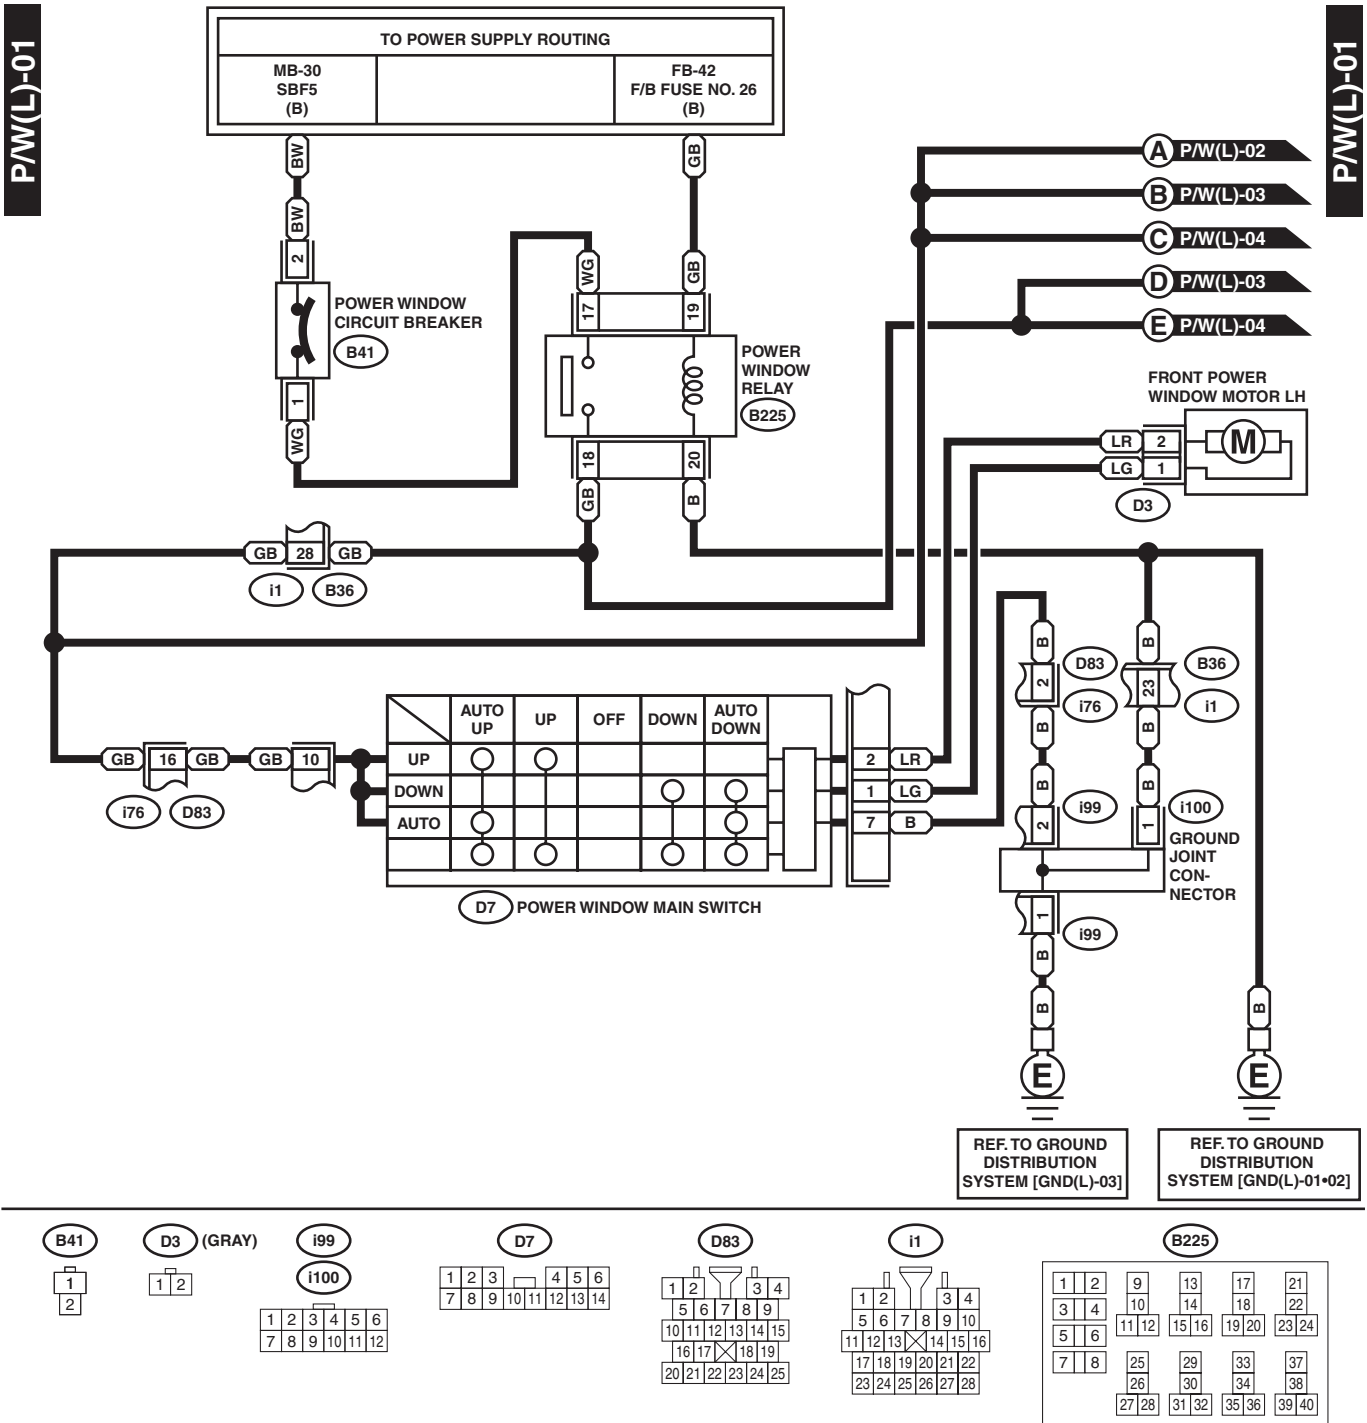 P/W(L)-01
P/W(L)-01
TO POWER SUPPLY ROUTING
MB-30
SBF5
(B)
FB-42
F/B FUSE NO. 26
(B)
BW
GB
BW
2
POWER WINDOW
CIRCUIT BREAKER
B41
1
WG
WG
GB
17
19
POWER
WINDOW
RELAY
B225
18
20
GB
B
A P/W(L)-02
B P/W(L)-03
C P/W(L)-04
D P/W(L)-03
E P/W(L)-04
FRONT POWER
WINDOW MOTOR LH
LR 2
M
LG 1
D3
GB 28 GB
i1 B36
B
B
2
D83
i76
23
B36
i1
B
B
B
B
2
i99
1
i100
GROUND
JOINT
CON-
NECTOR
1
i99
B
B
B
E
E
REF. TO GROUND
DISTRIBUTION
SYSTEM [GND(L)-03]
REF. TO GROUND
DISTRIBUTION
SYSTEM [GND(L)-01•02]
AUTO
UP
UP
OFF
DOWN
AUTO
DOWN
GB 16 GB GB 10
i76 D83
UP
DOWN
AUTO
2 LR
1 LG
7 B
D7 POWER WINDOW MAIN SWITCH
B41
1
2
D3 (GRAY)
1 2
i99
i100
1 2 3 4 5 6
7 8 9 10 11 12
D7
1 2 3 4 5 6
7 8 9 10 11 12 13 14
D83
1 2 3 4
5 6 7 8 9
10 11 12 13 14 15
16 17 18 19
20 21 22 23 24 25
i1
1 2 3 4
5 6 7 8 9 10
11 12 13 14 15 16
17 18 19 20 21 22
23 24 25 26 27 28
B225
1 2 9 13 17 21
3 4 10 14 18 22
11 12 15 16 19 20 23 24
5 6
7 8 25 29 33 37
26 30 34 38
27 28 31 32 35 36 39 40